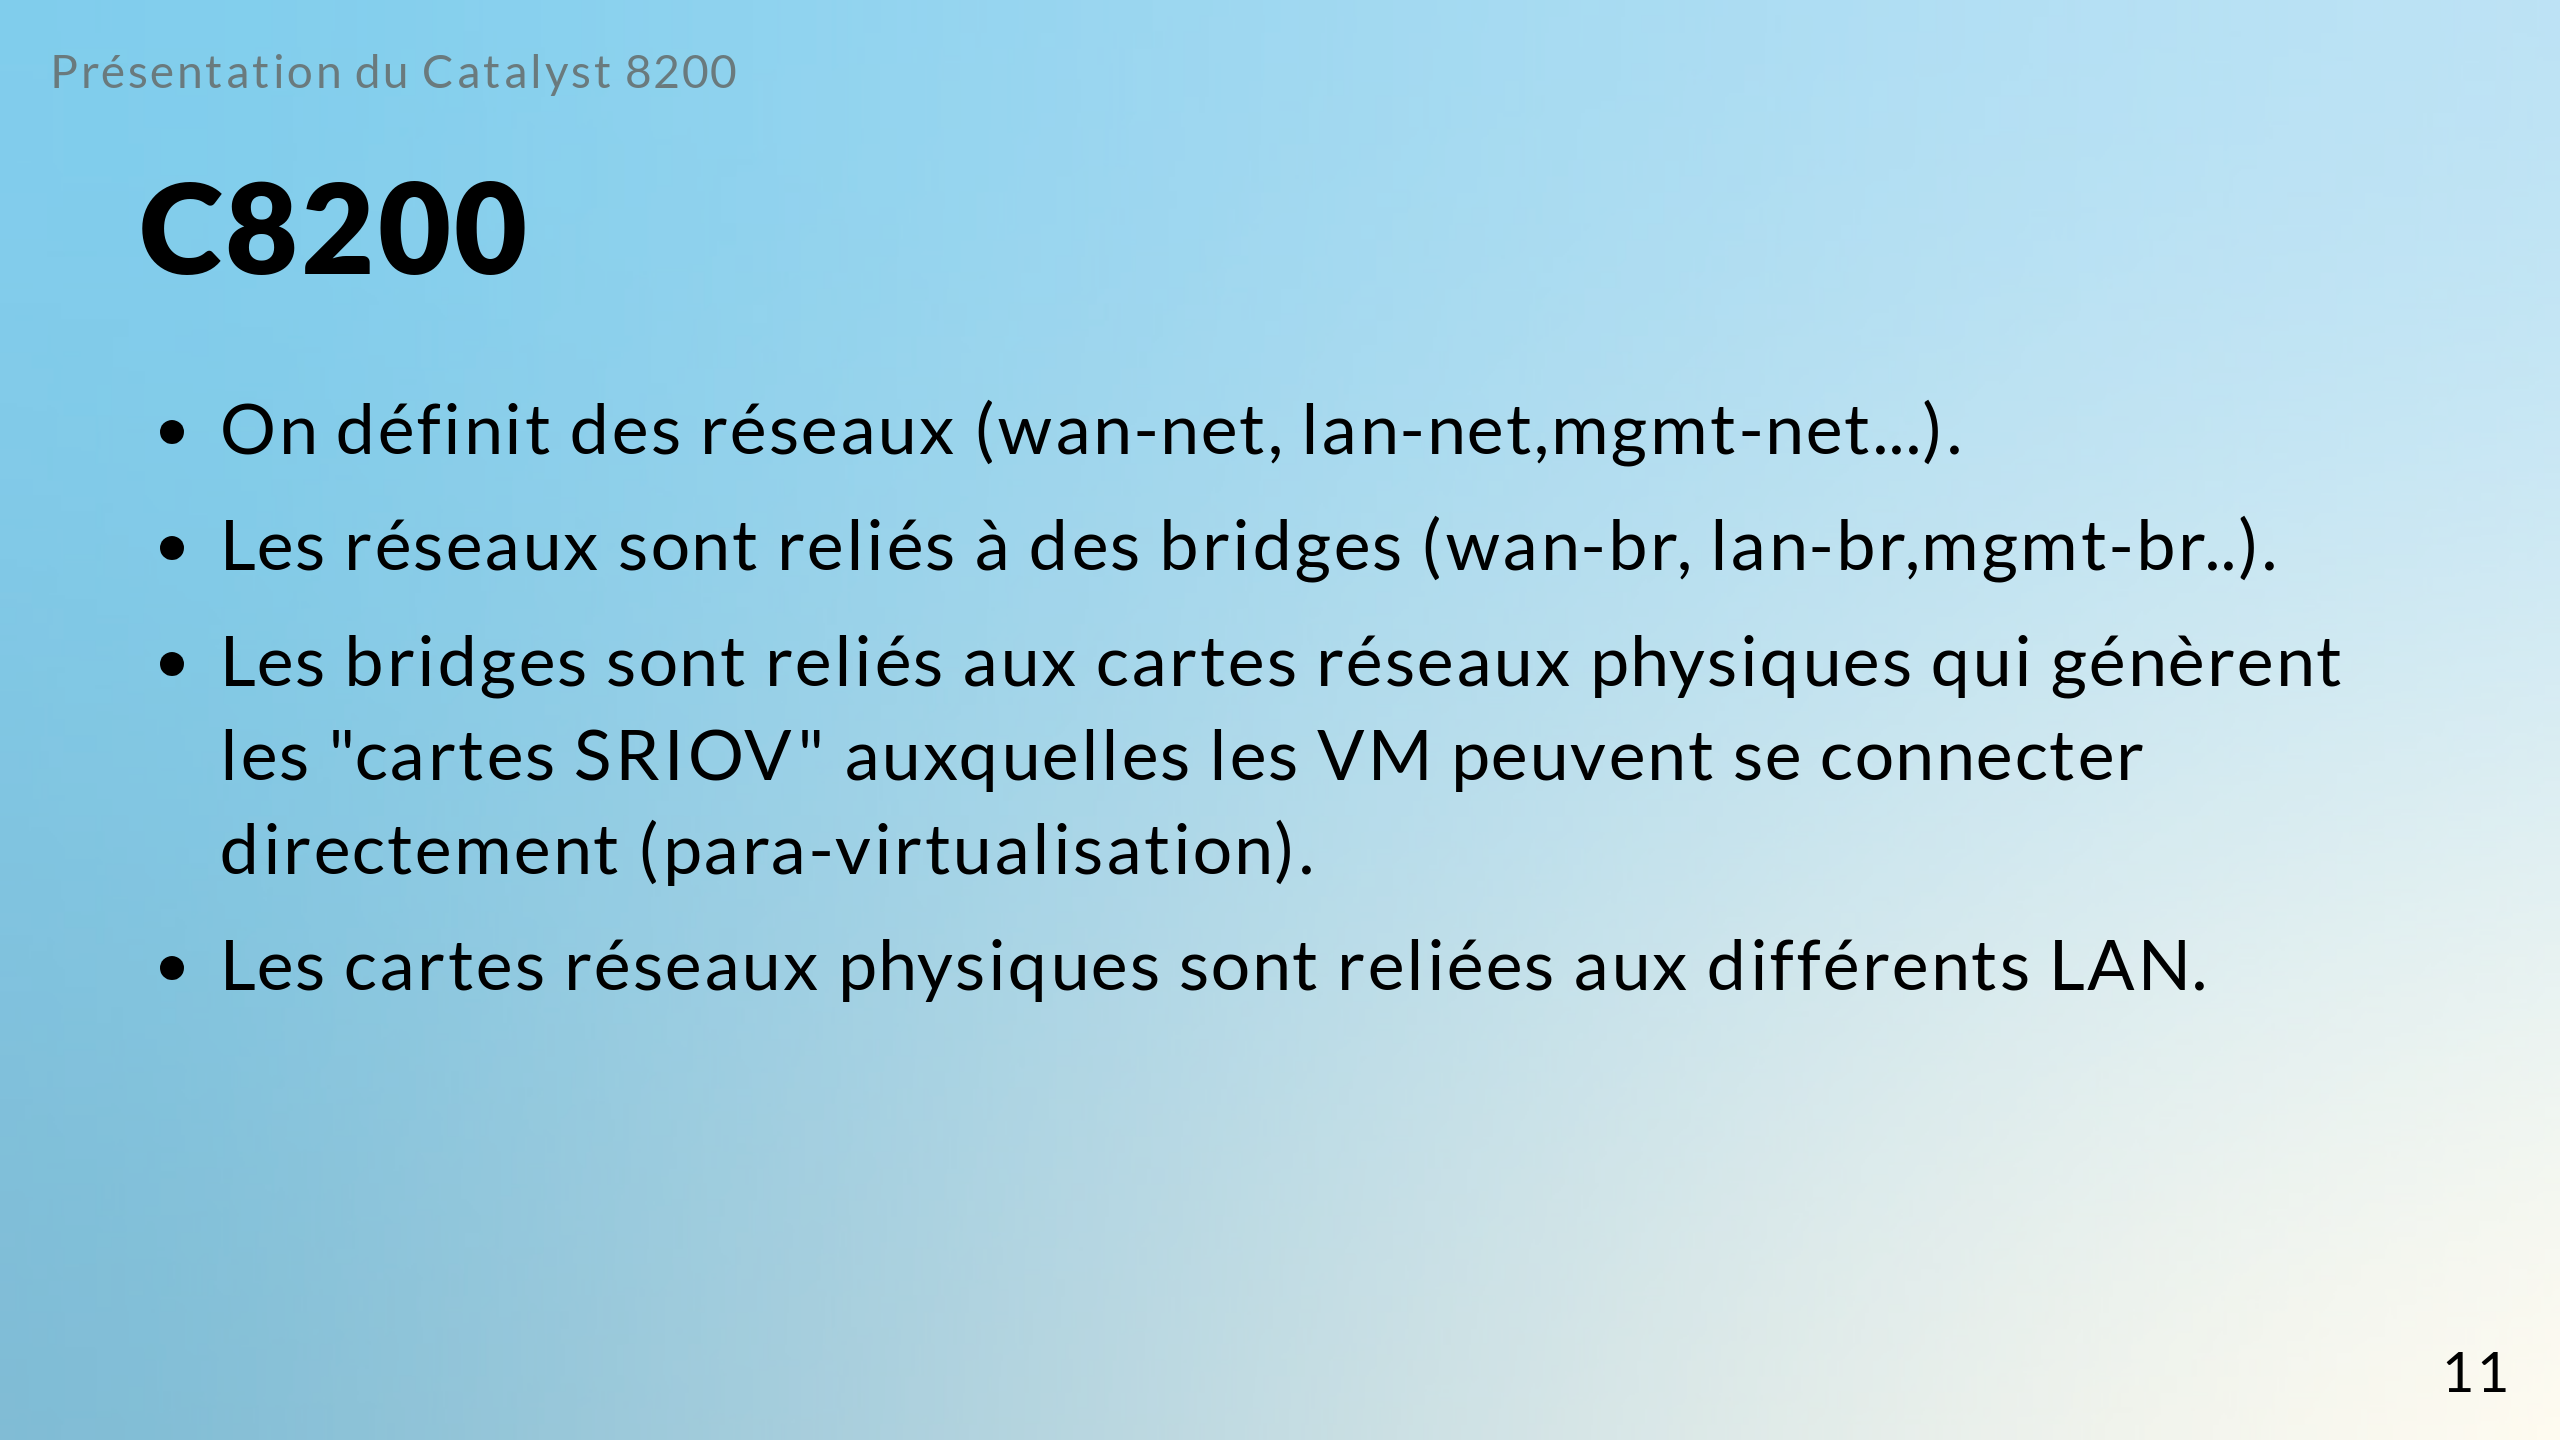 Présentation du Catalyst 8200
C8200
• On définit des réseaux (wan-net, lan-net,mgmt-net...).
• Les réseaux sont reliés à des bridges (wan-br, lan-br,mgmt-br..).
• Les bridges sont reliés aux cartes réseaux physiques qui génèrent
les "cartes SRIOV" auxquelles les VM peuvent se connecter
directement (para-virtualisation).
• Les cartes réseaux physiques sont reliées aux différents LAN.
11